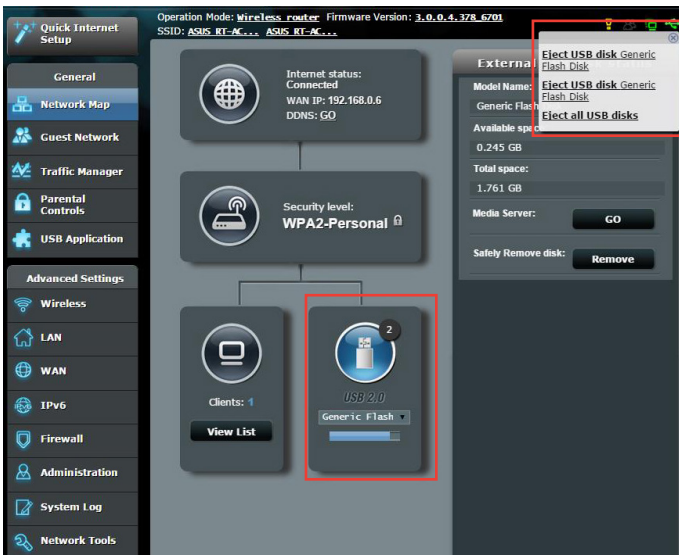 Quick Internet
Setup
Operation Mode: Wireless router Firmware Version: 3.0.0.4.378_6701
SSID: ASUS RT-AC... ASUS RT-AC...
General
Network Map
Guest Network
Traffic Manager
Parental
Controls
USB Application
Advanced Settings
Wireless
LAN
WAN
IPv6
Firewall
Administration
System Log
Network Tools
Internet status:
Connected
WAN IP: 192.168.0.6
DDNS: GO
Security level:
WPA2-Personal
Clients: 1
View List
2
USB 2.0
Generic Flash
External
Model Name:
Generic Flash
Available space
0.245 GB
Total space:
1.761 GB
Media Server:
GO
Safely Remove disk:
Remove
Eject USB disk Generic
Flash Disk
Eject USB disk Generic
Flash Disk
Eject all USB disks